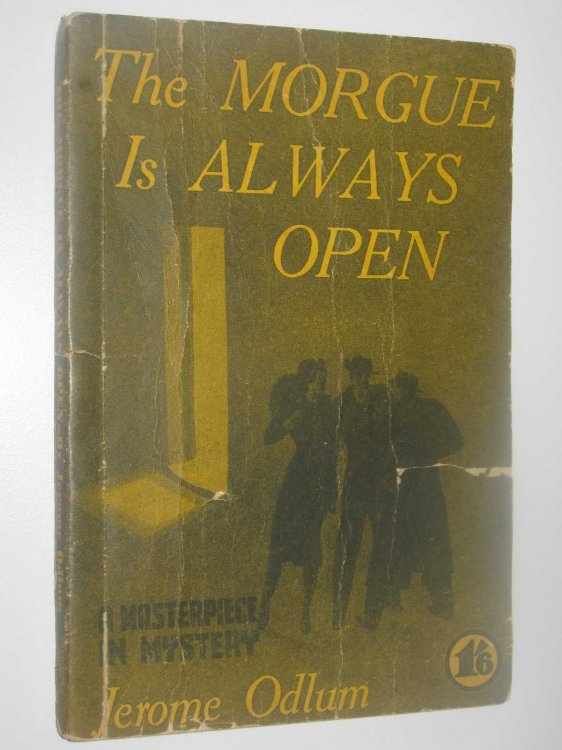 The MORGUE
Is ALWAYS
OPEN
A MASTERPIECE
IN MYSTERY
1'6
Jerome Odlum